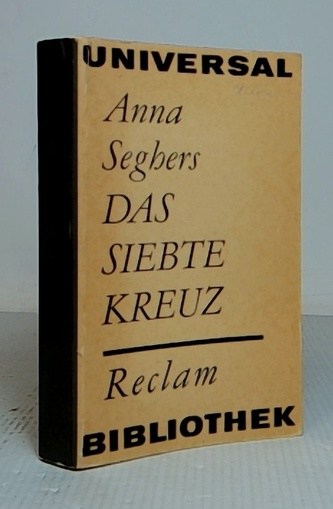 UNIVERSAL
Anna
Seghers
DAS
SIEBTE
KREUZ
Reclam
BIBLIOTHEK